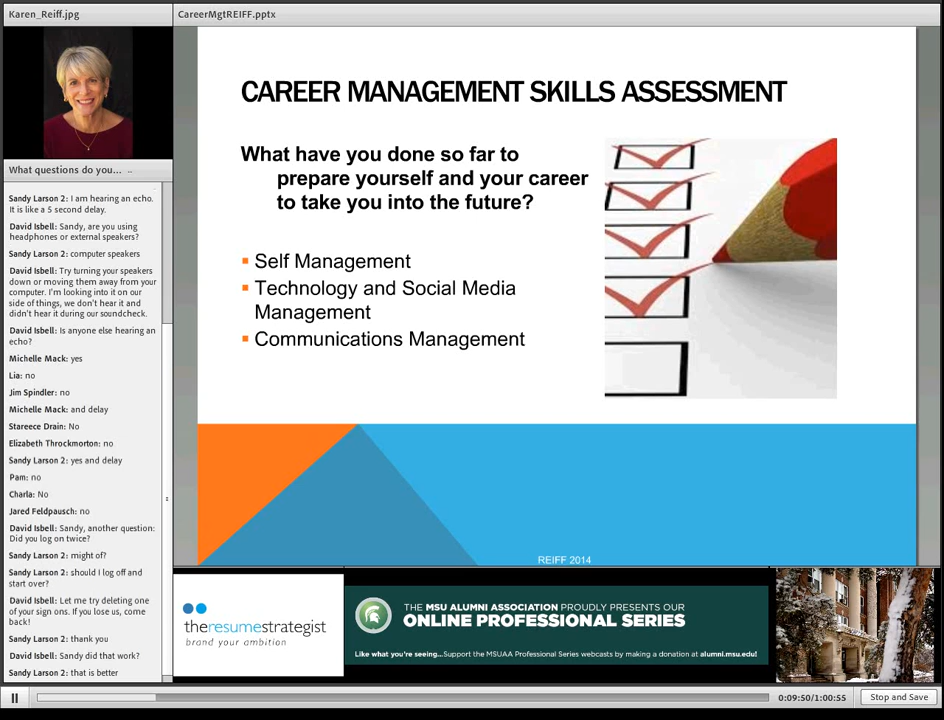 Karen_Reiff.jpg
CareerMgtREIFF.pptx
CAREER MANAGEMENT SKILLS ASSESSMENT
What have you done so far to
prepare yourself and your career
to take you into the future?
Self Management
Technology and Social Media
Management
Communications Management
REIFF 2014
What questions do you... ..
Sandy Larson 2: I am hearing an echo.
It is like a 5 second delay.
David Isbell: Sandy, are you using
headphones or external speakers?
Sandy Larson 2: computer speakers
David Isbell: Try turning your speakers
down or moving them away from your
computer. I'm looking into it on our
side of things, we don't hear it and
didn't hear it during our soundcheck.
David Isbell: Is anyone else hearing an
echo?
Michelle Mack: yes
Lia: no
Jim Spindler: no
Michelle Mack: and delay
Stareece Drain: No
Elizabeth Throckmorton: no
Sandy Larson 2: yes and delay
Pam: no
Charla: No
Jared Feldpausch: no
David Isbell: Sandy, another question:
Did you log on twice?
Sandy Larson 2: might of?
Sandy Larson 2: should I log off and
start over?
David Isbell: Let me try deleting one
of your sign ons. If you lose us, come
back!
Sandy Larson 2: thank you
David Isbell: Sandy did that work?
Sandy Larson 2: that is better
theresumestrategist
brand your ambition
THE MSU ALUMNI ASSOCIATION PROUDLY PRESENTS OUR
ONLINE PROFESSIONAL SERIES
Like what you're seeing...Support the MSUAA Professional Series webcasts by making a donation at alumni.msu.edu!
0:09:50/1:00:55
Stop and Save